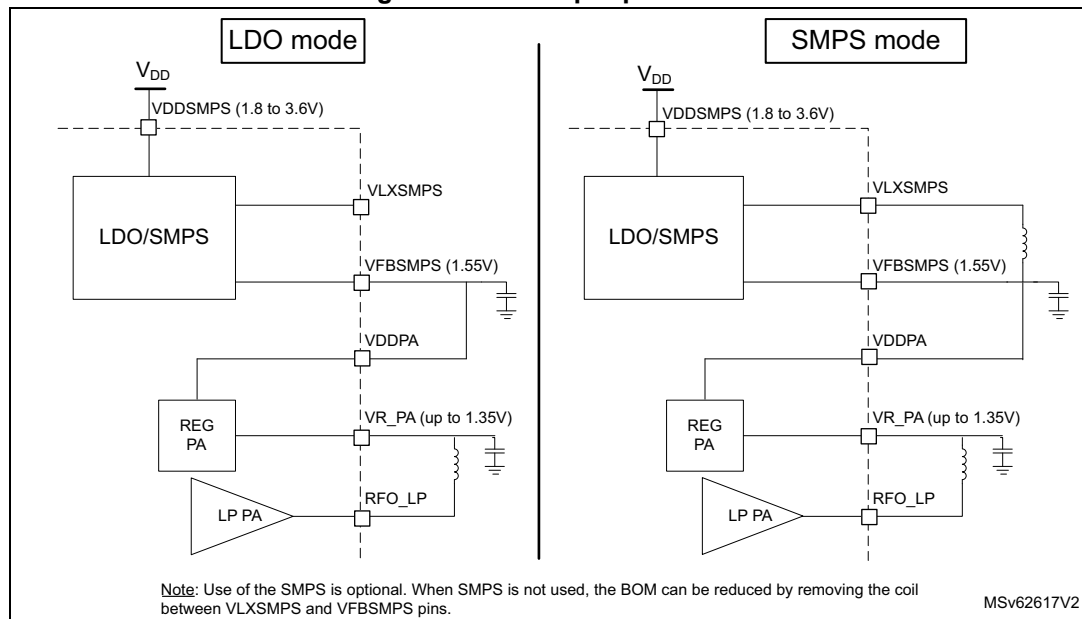 LDO mode
SMPS mode
VDD
VDDSMPS (1.8 to 3.6V)
VLXSMPS
LDO/SMPS
VFBSMPS (1.55V)
VDDPA
REG
PA
VR_PA (up to 1.35V)
RFO_LP
LP PA
VDD
VDDSMPS (1.8 to 3.6V)
VLXSMPS
LDO/SMPS
VFBSMPS (1.55V)
VDDPA
REG
PA
VR_PA (up to 1.35V)
RFO_LP
LP PA
Note: Use of the SMPS is optional. When SMPS is not used, the BOM can be reduced by removing the coil
between VLXSMPS and VFBSMPS pins.
MSv62617V2